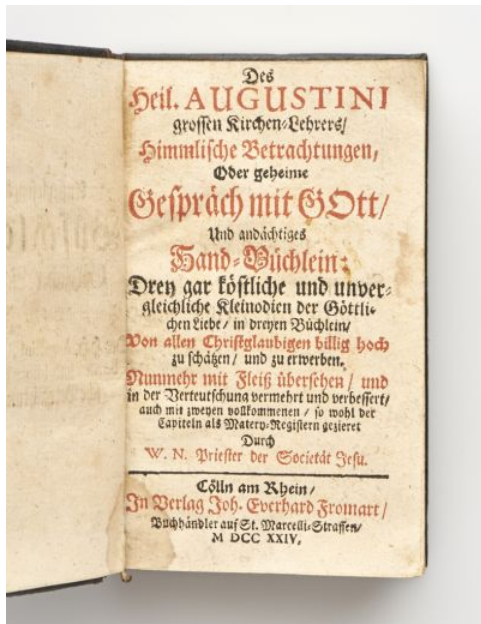 Des
Heil. AUGUSTINI
grossen Kirchen-Lehrers/
Himmlische Betrachtungen,
Oder geheime
Gespräch mit GOtt/
Und andächtiges
Hand-Büchlein:
Drey gar köstliche und unver-
gleichliche Kleinodien der Göttli-
chen Liebe / in dreyen Büchlein/
Von allen Christglaubigen billig hoch
zu schätzen / und zu erwerben.
Nunmehr mit Fleiß übersehen / und
in der Verteutschung vermehrt und verbessert/
auch mit zweyen vollkommenen / so wohl der
Capiteln als Matery-Registern gezieret
Durch
W. N. Priester der Societät Jesu.
Cölln am Rhein /
In Verlag Joh. Everhard Fromart /
Buchhändler auf St. Marcelli-Strassen/
M DCC XXIV.